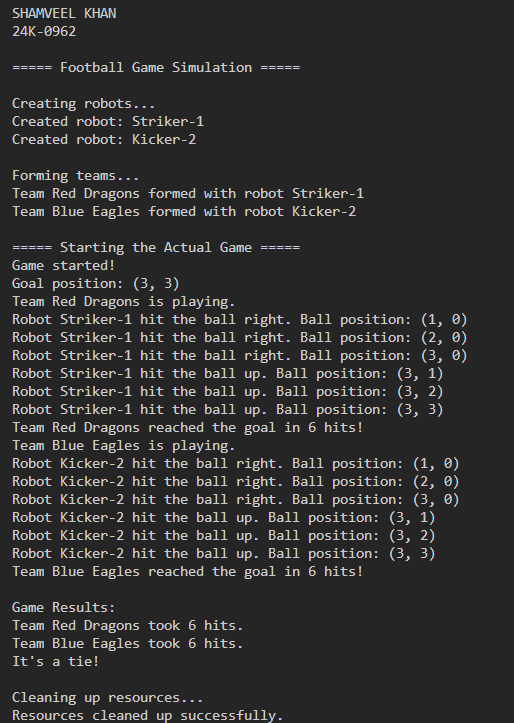 SHAMVEEL KHAN
24K-0962
===== Football Game Simulation =====
Creating robots...
Created robot: Striker-1
Created robot: Kicker-2
Forming teams...
Team Red Dragons formed with robot Striker-1
Team Blue Eagles formed with robot Kicker-2
===== Starting the Actual Game =====
Game started!
Goal position: (3, 3)
Team Red Dragons is playing.
Robot Striker-1 hit the ball right. Ball position: (1, 0)
Robot Striker-1 hit the ball right. Ball position: (2, 0)
Robot Striker-1 hit the ball right. Ball position: (3, 0)
Robot Striker-1 hit the ball up. Ball position: (3, 1)
Robot Striker-1 hit the ball up. Ball position: (3, 2)
Robot Striker-1 hit the ball up. Ball position: (3, 3)
Team Red Dragons reached the goal in 6 hits!
Team Blue Eagles is playing.
Robot Kicker-2 hit the ball right. Ball position: (1, 0)
Robot Kicker-2 hit the ball right. Ball position: (2, 0)
Robot Kicker-2 hit the ball right. Ball position: (3, 0)
Robot Kicker-2 hit the ball up. Ball position: (3, 1)
Robot Kicker-2 hit the ball up. Ball position: (3, 2)
Robot Kicker-2 hit the ball up. Ball position: (3, 3)
Team Blue Eagles reached the goal in 6 hits!
Game Results:
Team Red Dragons took 6 hits.
Team Blue Eagles took 6 hits.
It's a tie!
Cleaning up resources...
Resources cleaned up successfully.